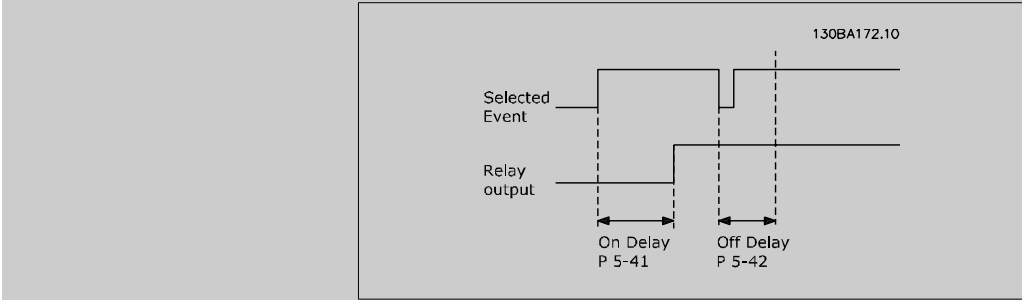 130BA172.10
Selected
Event
Relay
output
On Delay
P 5-41
Off Delay
P 5-42